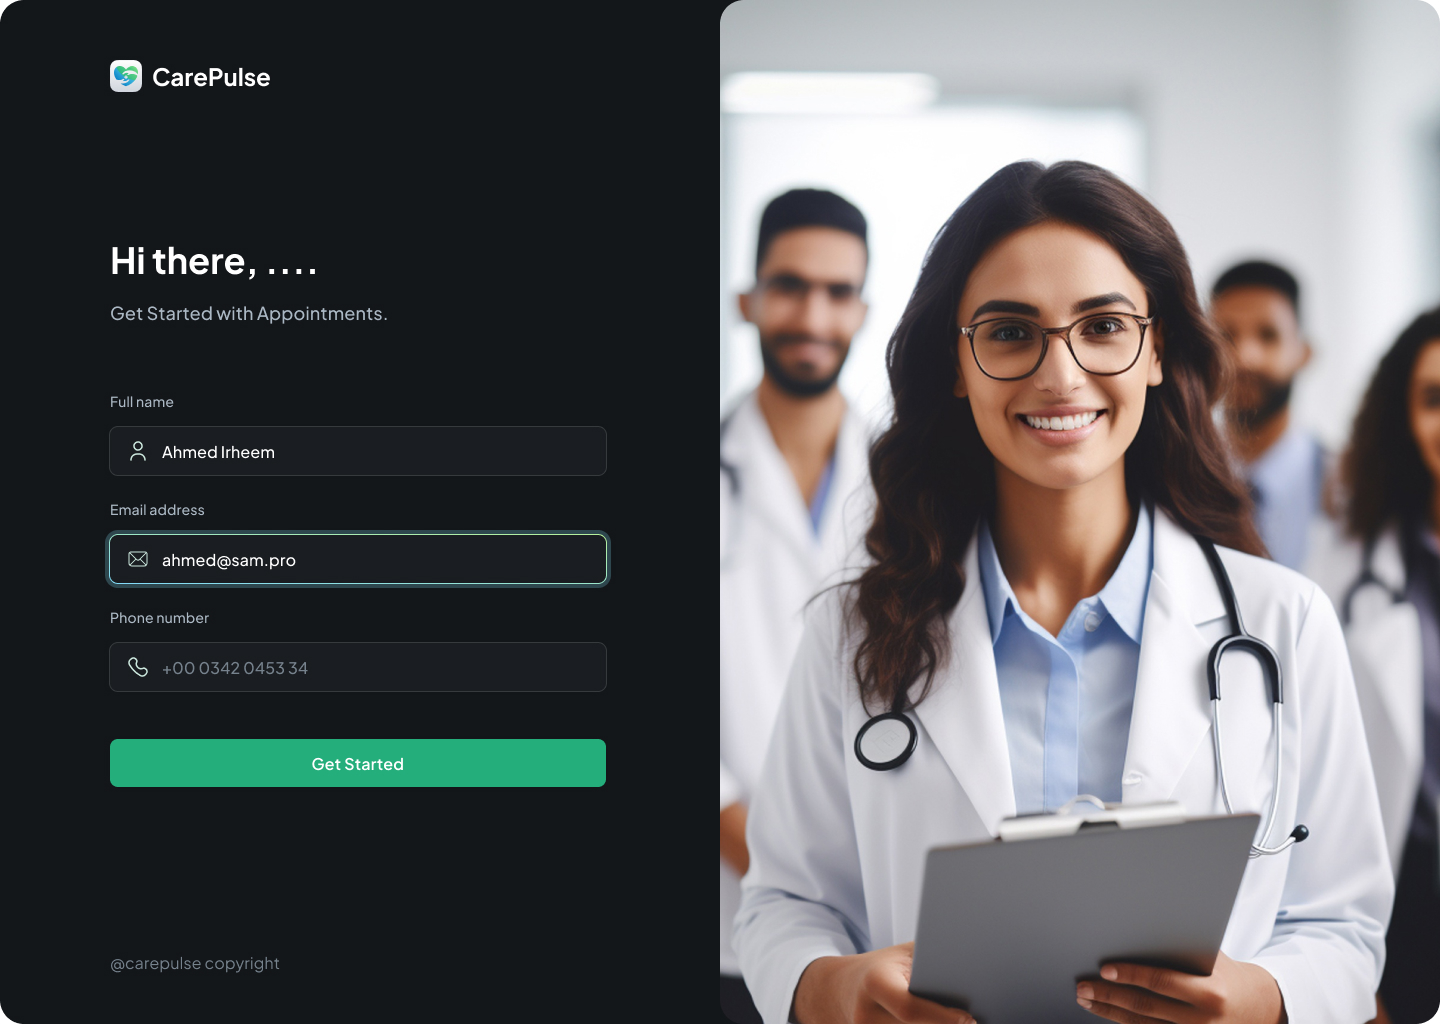 CarePulse
Hi there, ....
Get Started with Appointments.
Full name
Ahmed Irheem
Email address
ahmed@sam.pro
Phone number
+00 0342 0453 34
Get Started
@carepulse copyright